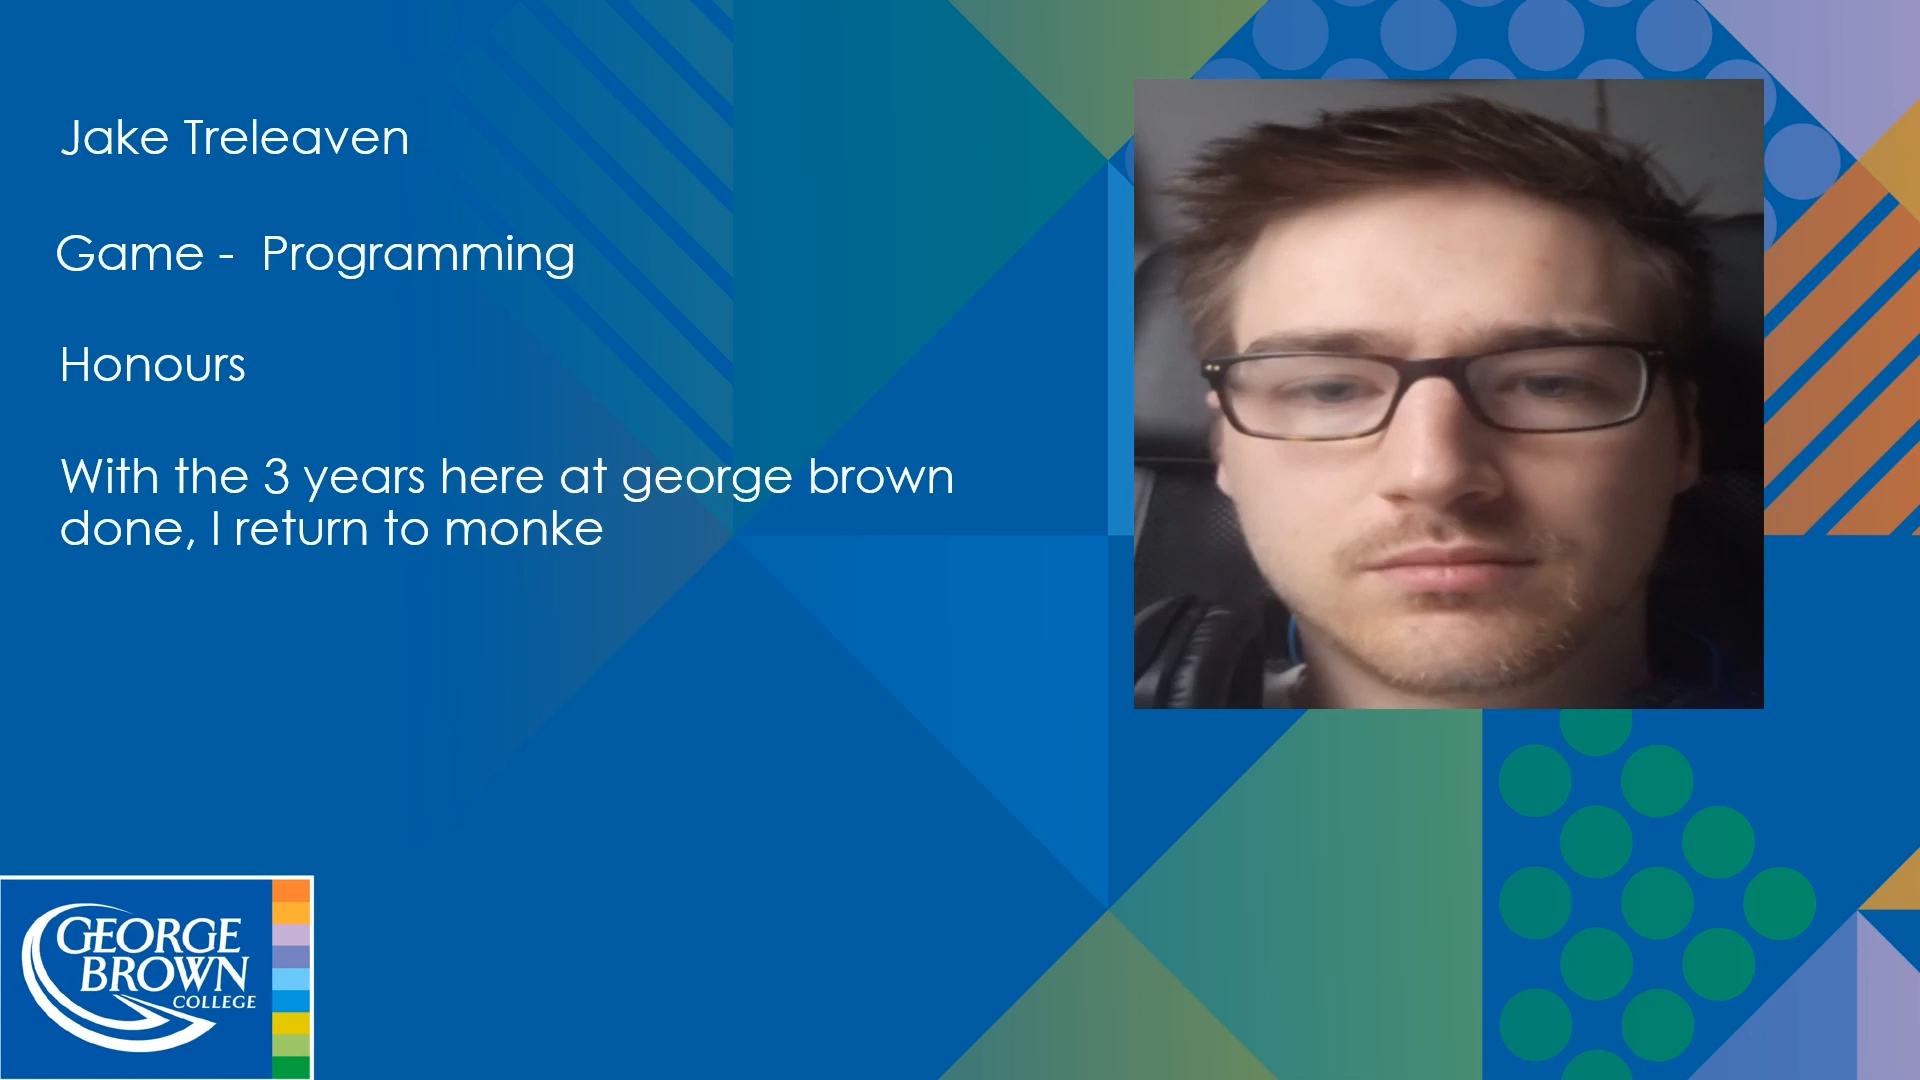 Jake Treleaven
Game -  Programming
Honours
With the 3 years here at george brown
done, I return to monke
GEORGE
BROWN
COLLEGE